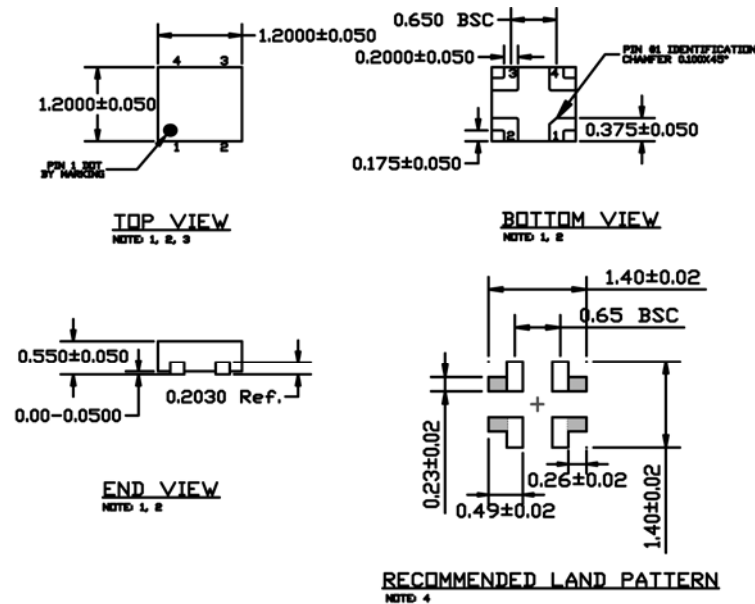 1.2000±0.050
4 3
1.2000±0.050
1 2
PIN 1 DOT
BY MARKING
TOP VIEW
NOTE: 1, 2, 3
0.650 BSC
0.2000±0.050
PIN #1 IDENTIFICATION
CHAMFER 0.100X45°
3 4
2 1
0.375±0.050
0.175±0.050
BOTTOM VIEW
NOTE: 1, 2
0.550±0.050
0.00-0.0500
0.2030 Ref.
END VIEW
NOTE: 1, 2
1.40±0.02
0.65 BSC
0.23±0.02
0.49±0.02
0.26±0.02
1.40±0.02
RECOMMENDED LAND PATTERN
NOTE: 4